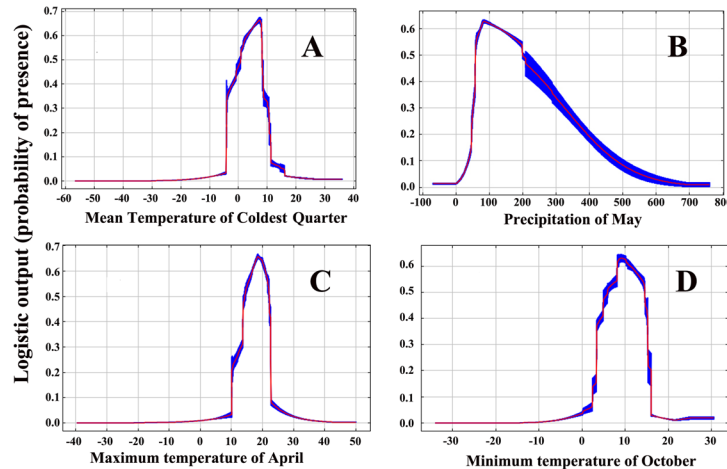 Logistic output (probability of presence)
0.7
0.6
0.5
0.4
0.3
0.2
0.1
0.0
A
-60 -50 -40 -30 -20 -10 0 10 20 30 40
Mean Temperature of Coldest Quarter
0.6
0.5
0.4
0.3
0.2
0.1
0.0
B
-100 0 100 200 300 400 500 600 700 80
Precipitation of May
0.7
0.6
0.5
0.4
0.3
0.2
0.1
0.0
C
-40 -30 -20 -10 0 10 20 30 40 50
Maximum temperature of April
0.6
0.5
0.4
0.3
0.2
0.1
0.0
D
-30 -20 -10 0 10 20 30
Minimum temperature of October